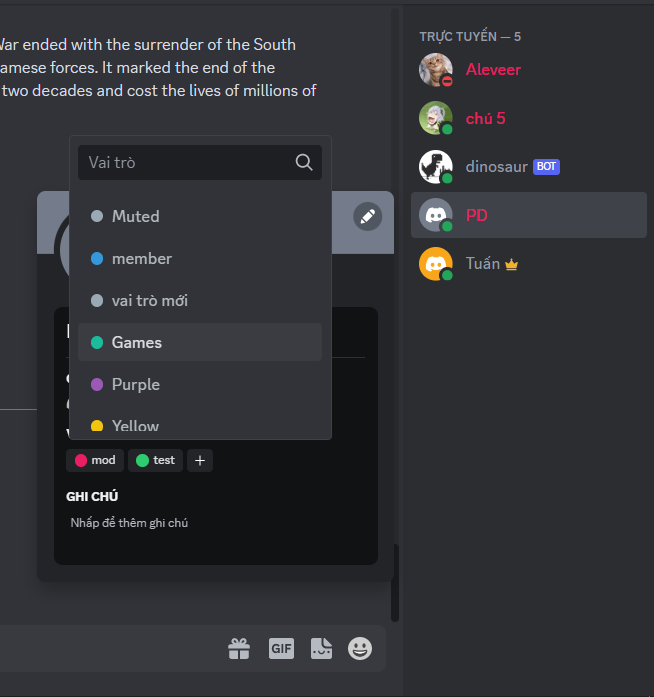 War ended with the surrender of the South
amese forces. It marked the end of the
two decades and cost the lives of millions of
Vai trò
Muted
member
vai trò mới
Games
Purple
Yellow
mod
test
+
GHI CHÚ
Nhấp để thêm ghi chú
GIF
TRỰC TUYẾN — 5
Aleveer
chú 5
dinosaur BOT
PD
Tuấn